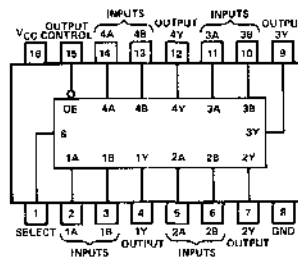 INPUTS INPUTS
OUTPUT OUTPUT OUTPUT
VCC CONTROL 4A 4B 4Y 3A 3B 3Y
16 15 14 13 12 11 10 9
OE 4A 4B 4Y 3A 3B
S 3Y
1A 1B 1Y 2A 2B 2Y
1 2 3 4 5 6 7 8
SELECT 1A 1B 1Y 2A 2B 2Y GND
INPUTS OUTPUT INPUTS OUTPUT